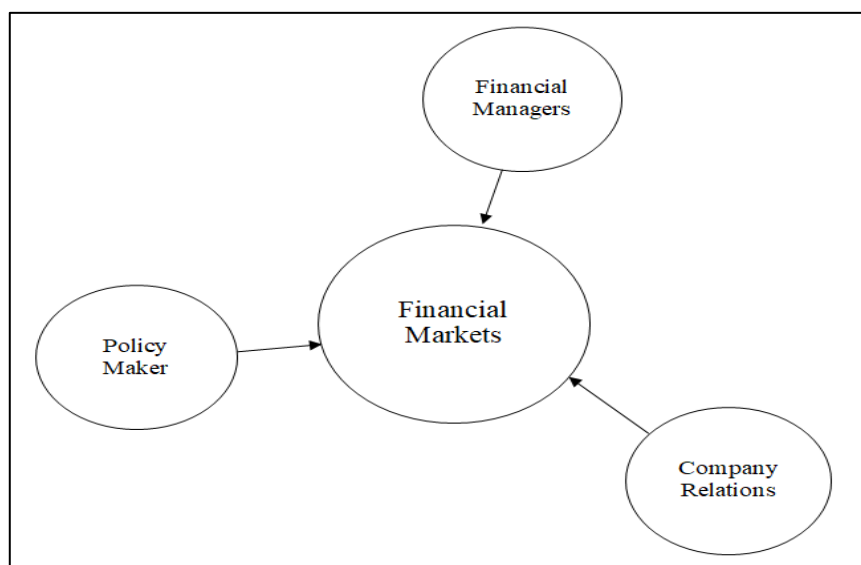 Financial
Managers
Financial
Markets
Policy
Maker
Company
Relations